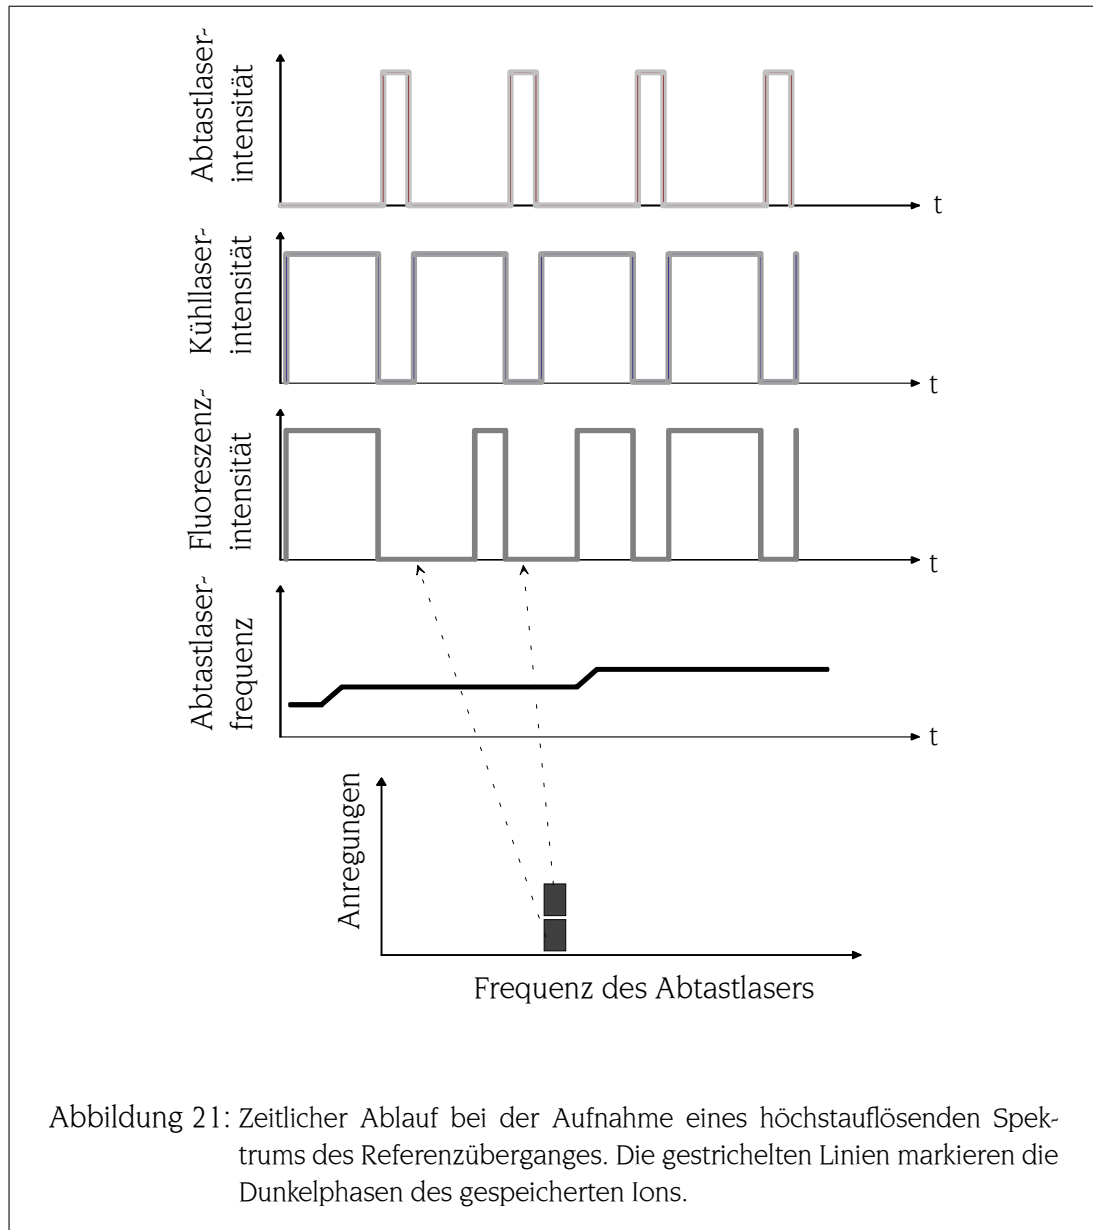 Abtastlaser-
intensität
t
Kühllaser-
intensität
t
Fluoreszenz-
intensität
t
Abtastlaser-
frequenz
t
Anregungen
Frequenz des Abtastlasers
Abbildung 21: Zeitlicher Ablauf bei der Aufnahme eines höchstauflösenden Spek-
trums des Referenzüberganges. Die gestrichelten Linien markieren die
Dunkelphasen des gespeicherten Ions.